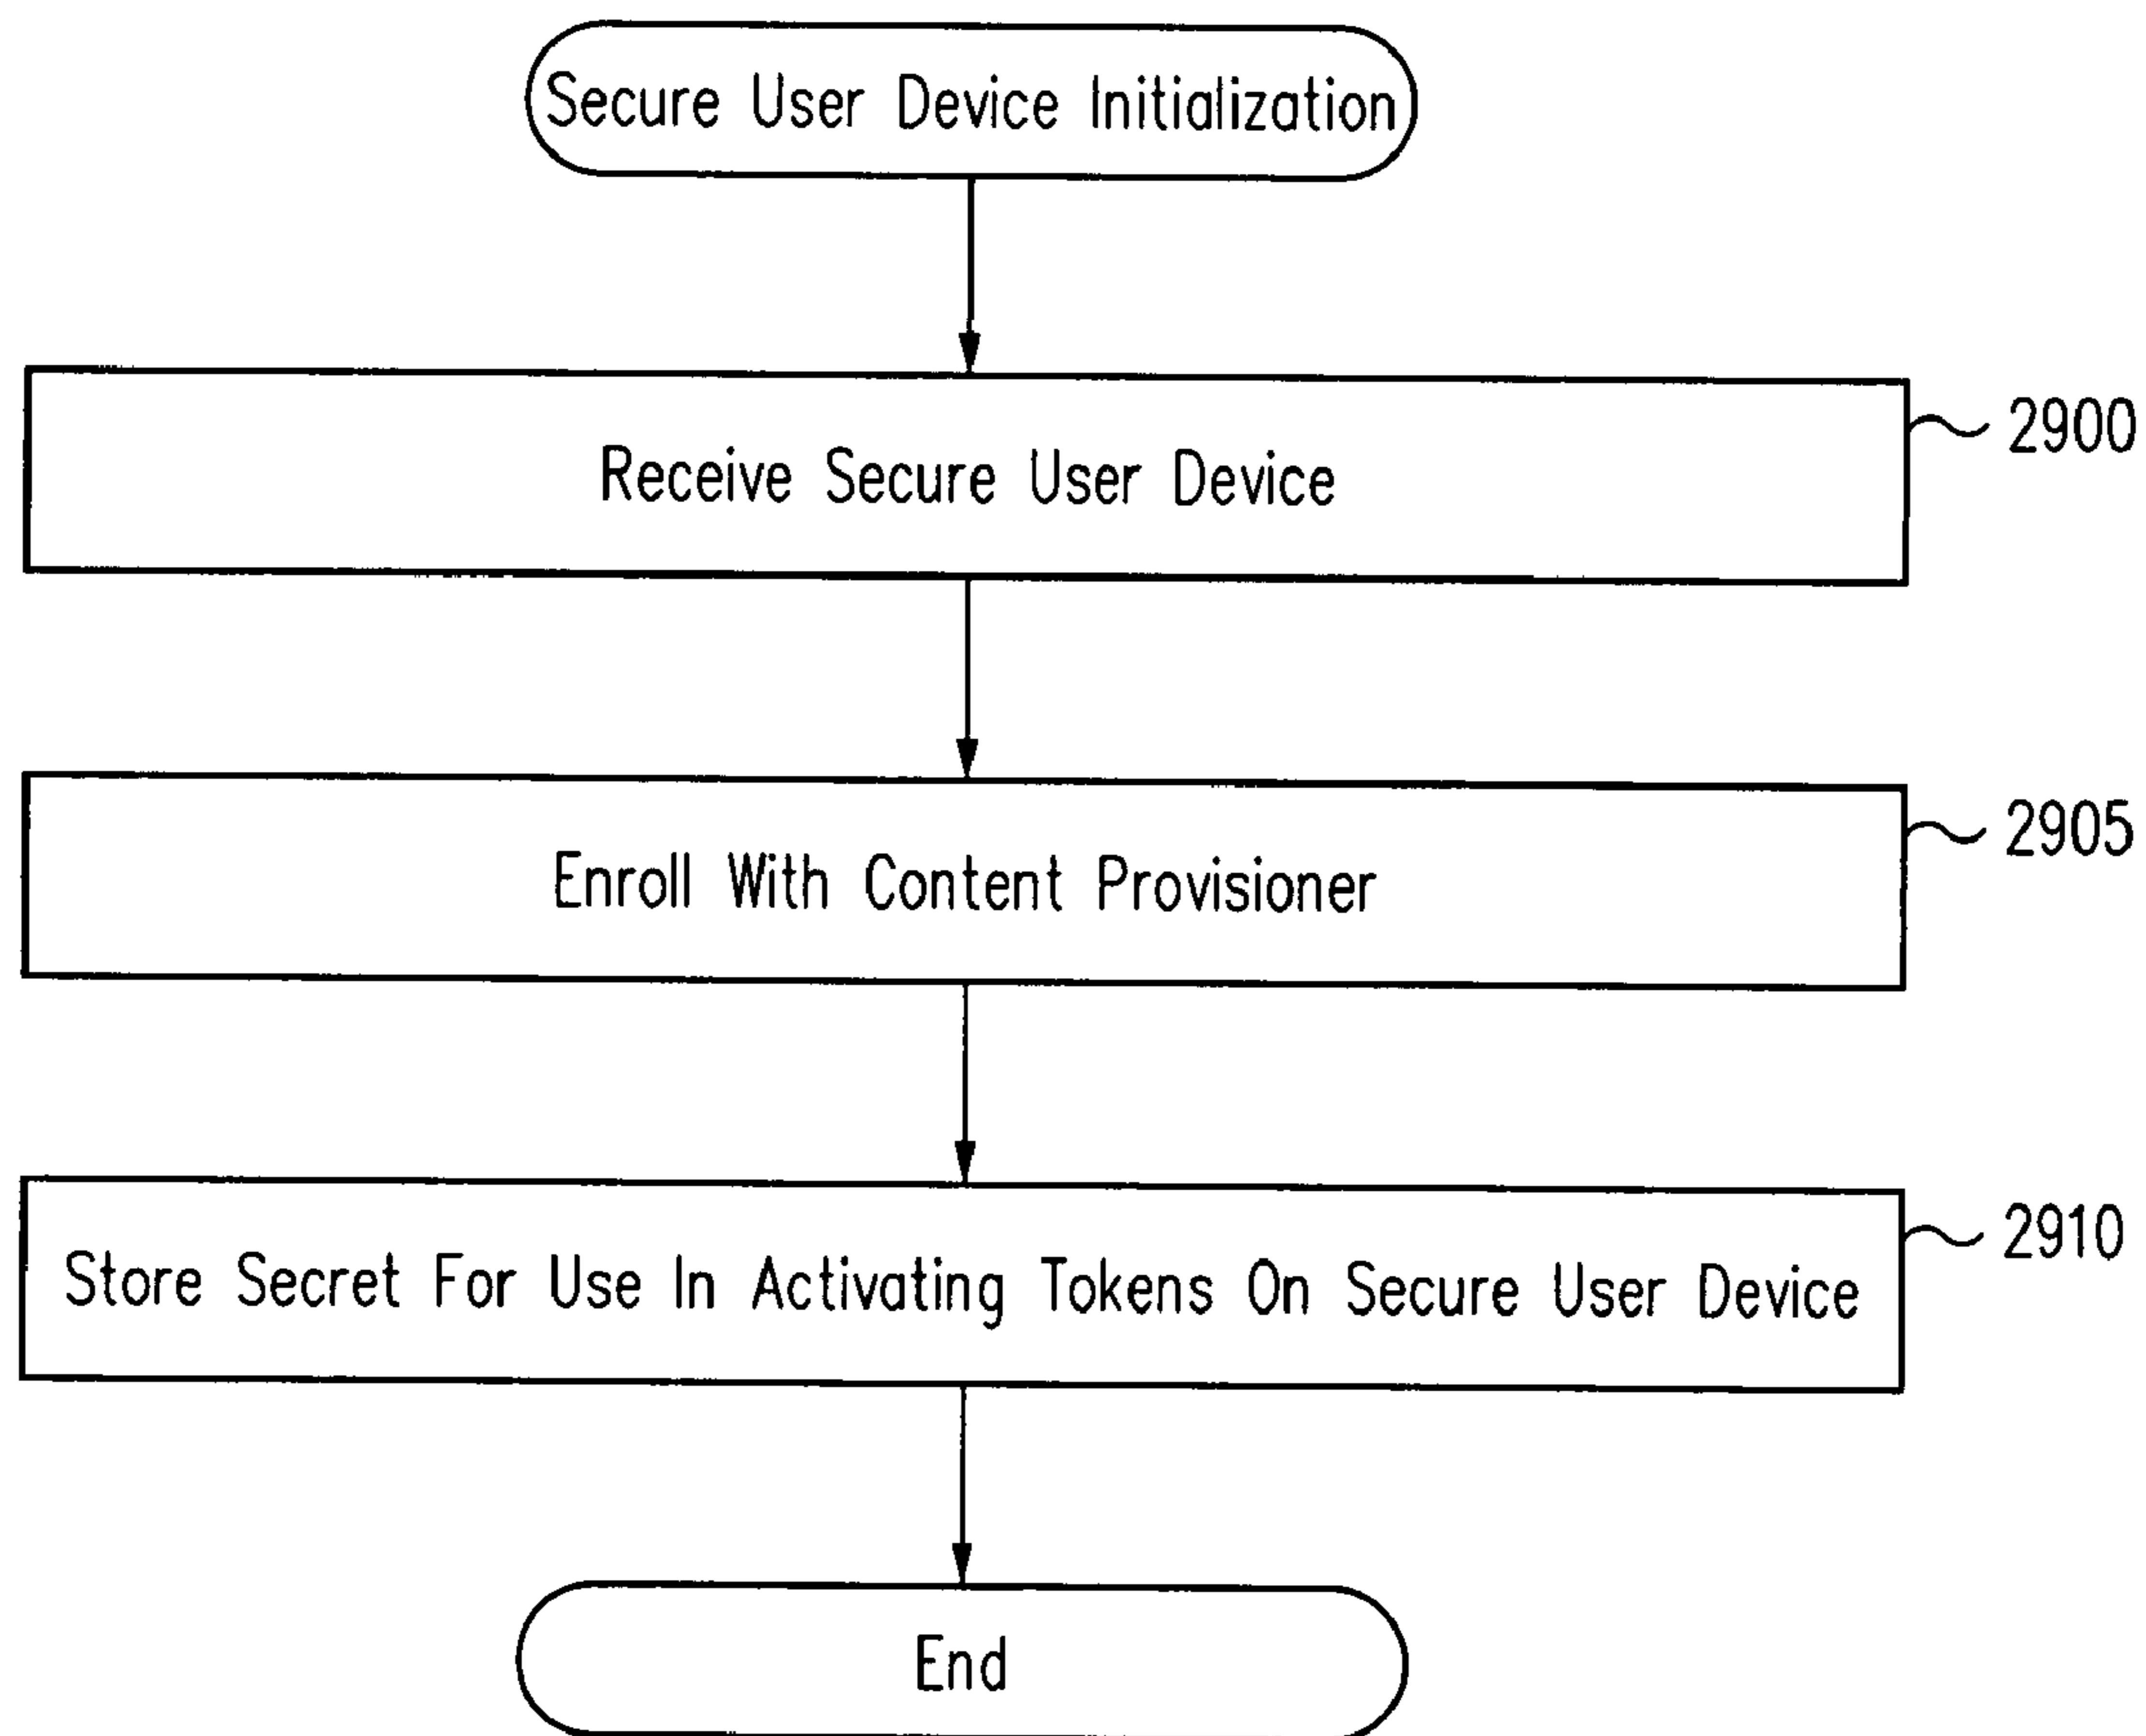 Secure User Device Initialization
Receive Secure User Device
2900
Enroll With Content Provisioner
2905
Store Secret For Use In Activating Tokens On Secure User Device
2910
End